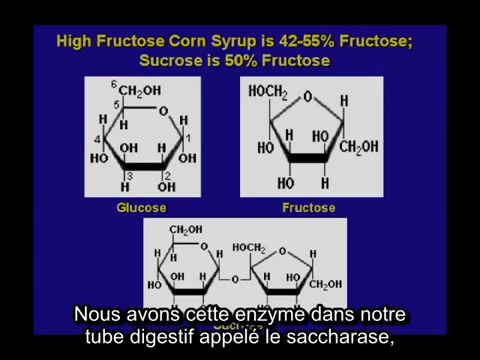 High Fructose Corn Syrup is 42-55% Fructose;
Sucrose is 50% Fructose
6
CH₂OH
5
O
H
H
H
4
1
OH
H
HO
OH
3
2
H
OH
Glucose
HOCH₂
O
H
HO
H
HO
CH₂OH
HO
H
Fructose
CH₂OH
O
HOCH₂
O
H
H
H
OH
H
O
H
HO
HO
CH₂OH
H
OH
HO
H
Nous avons cette enzyme dans notre
tube digestif appelé le saccharase,